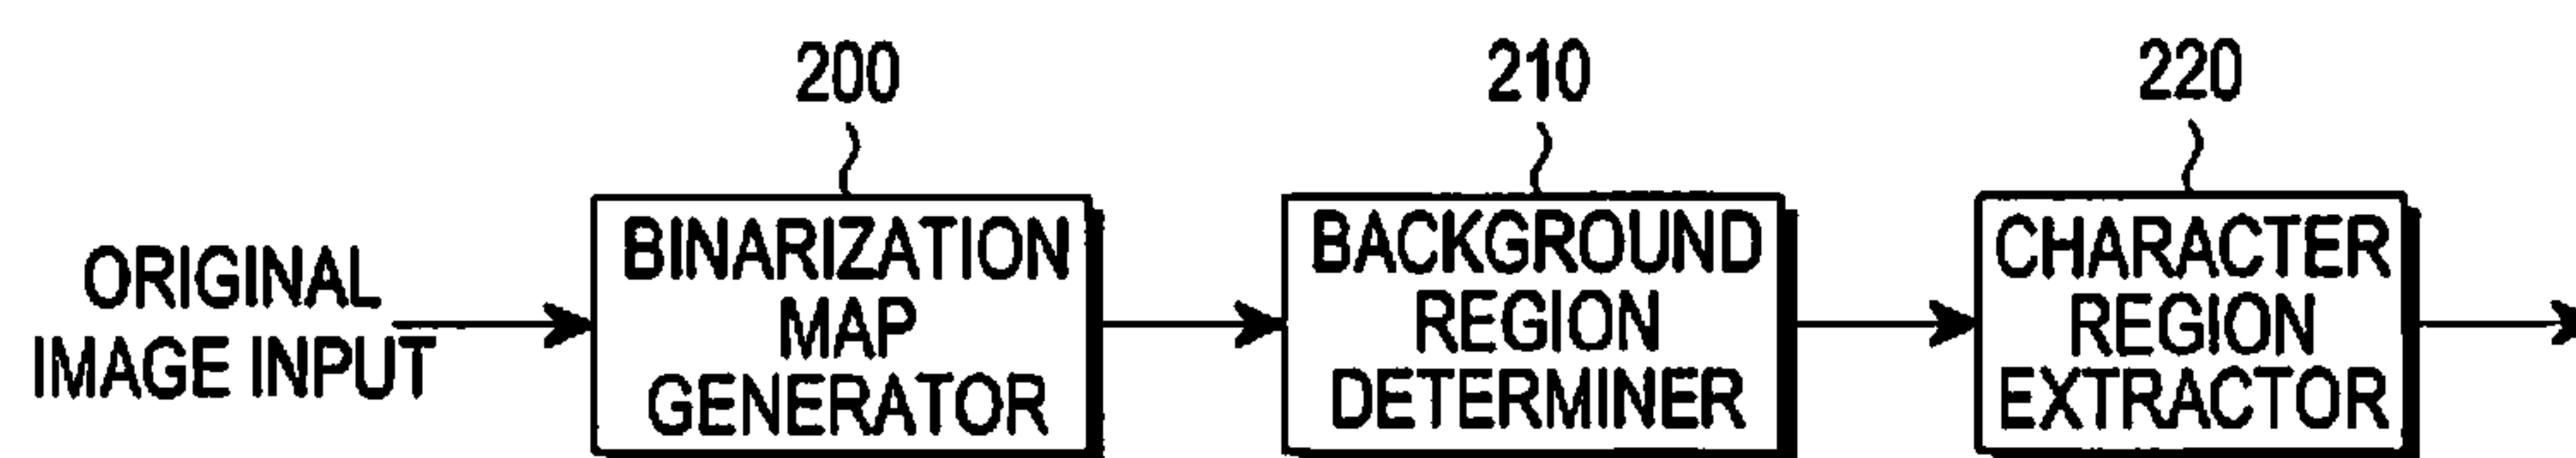 200
210
220
ORIGINAL
IMAGE INPUT
BINARIZATION
MAP
GENERATOR
BACKGROUND
REGION
DETERMINER
CHARACTER
REGION
EXTRACTOR